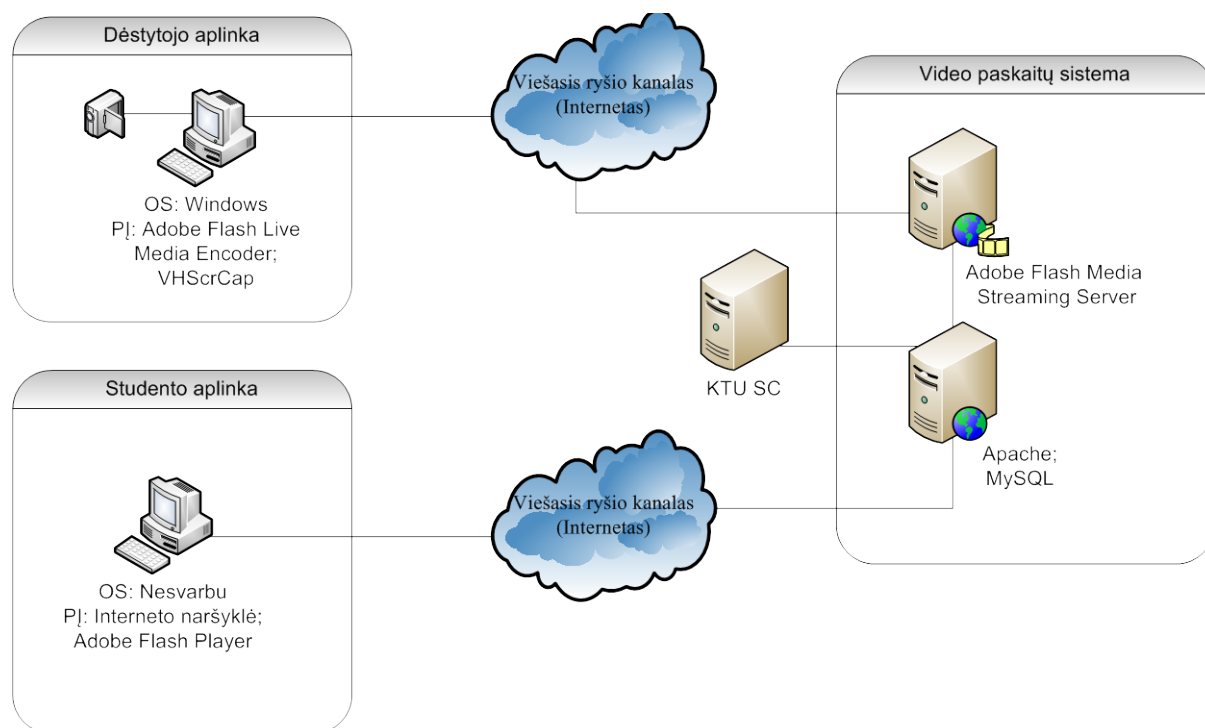 Dėstytojo aplinka
OS: Windows
PĮ: Adobe Flash Live
Media Encoder;
VHScrCap
Viešasis ryšio kanalas
(Internetas)
Video paskaitų sistema
Adobe Flash Media
Streaming Server
KTU SC
Apache;
MySQL
Studento aplinka
OS: Nesvarbu
PĮ: Interneto naršyklė;
Adobe Flash Player
Viešasis ryšio kanalas
(Internetas)